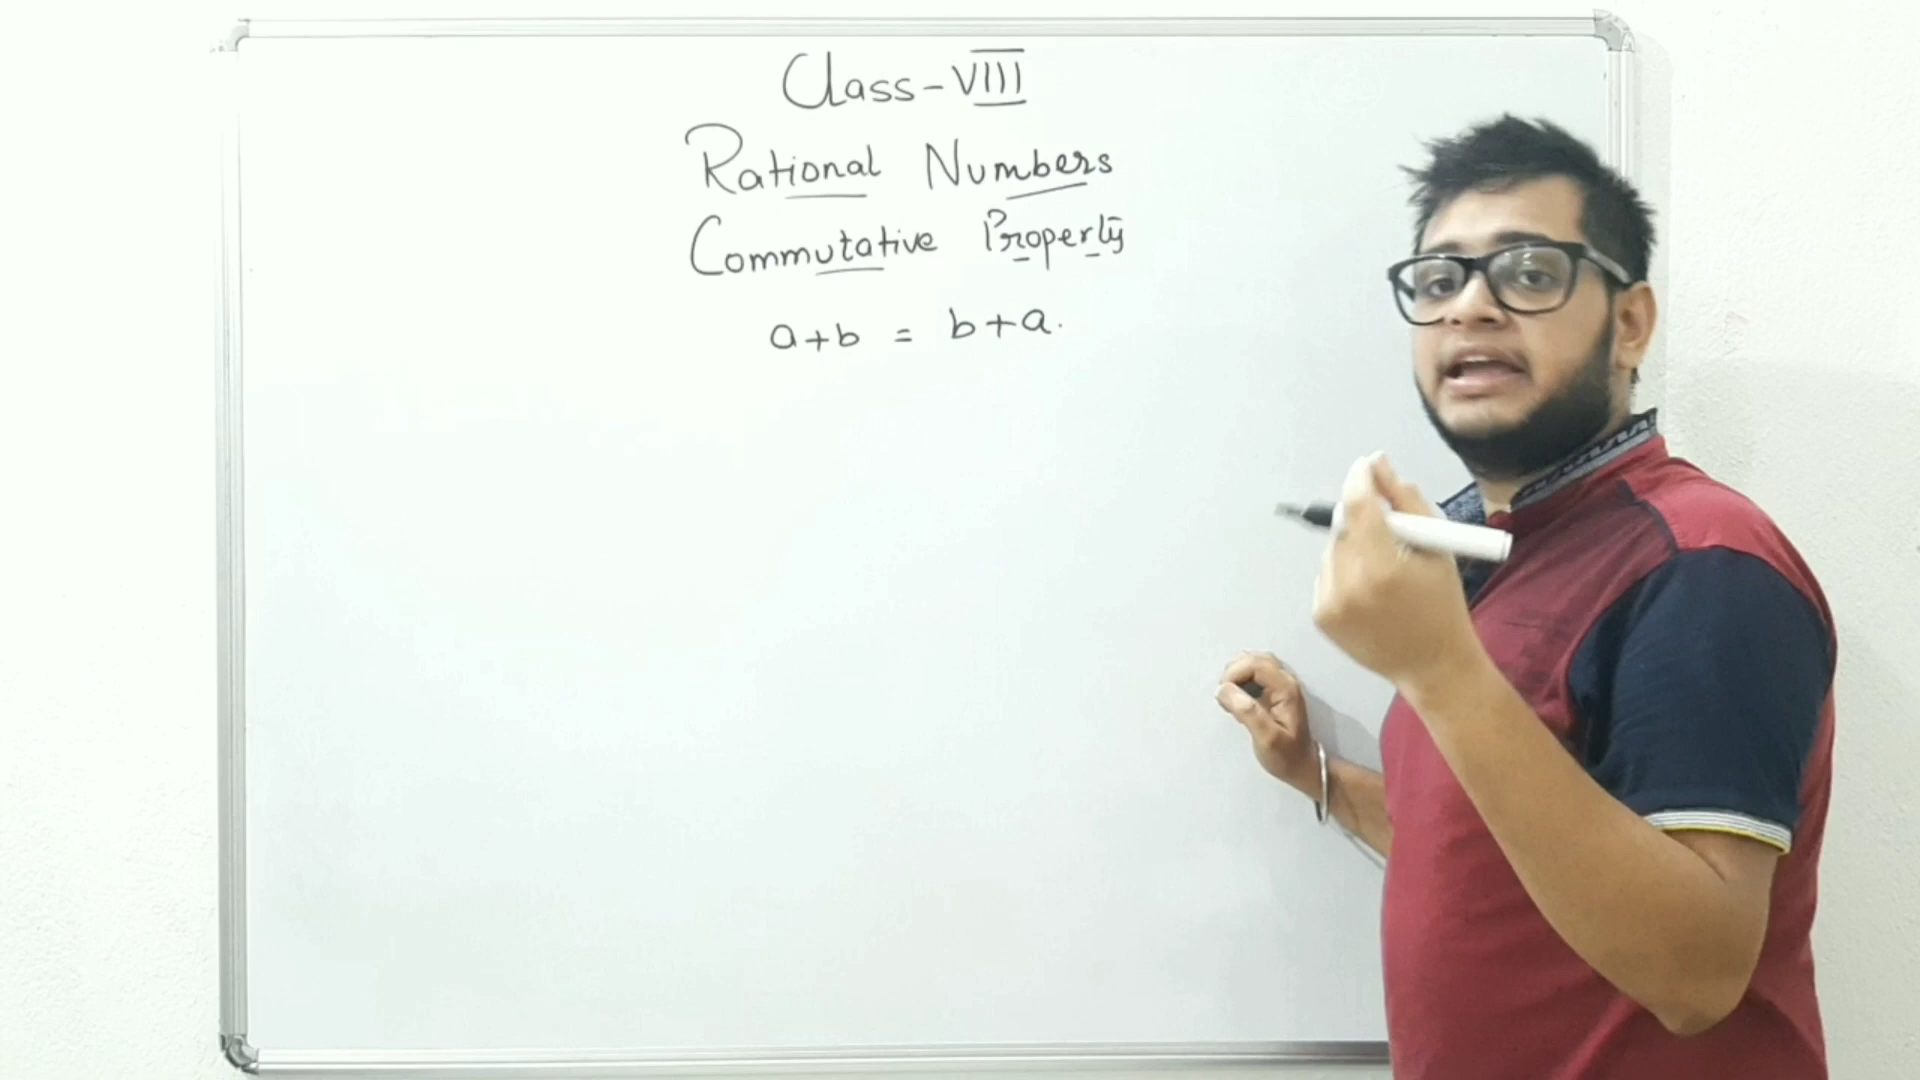 Class-VIII
Rational Numbers
Commutative Property
a+b = b+a.